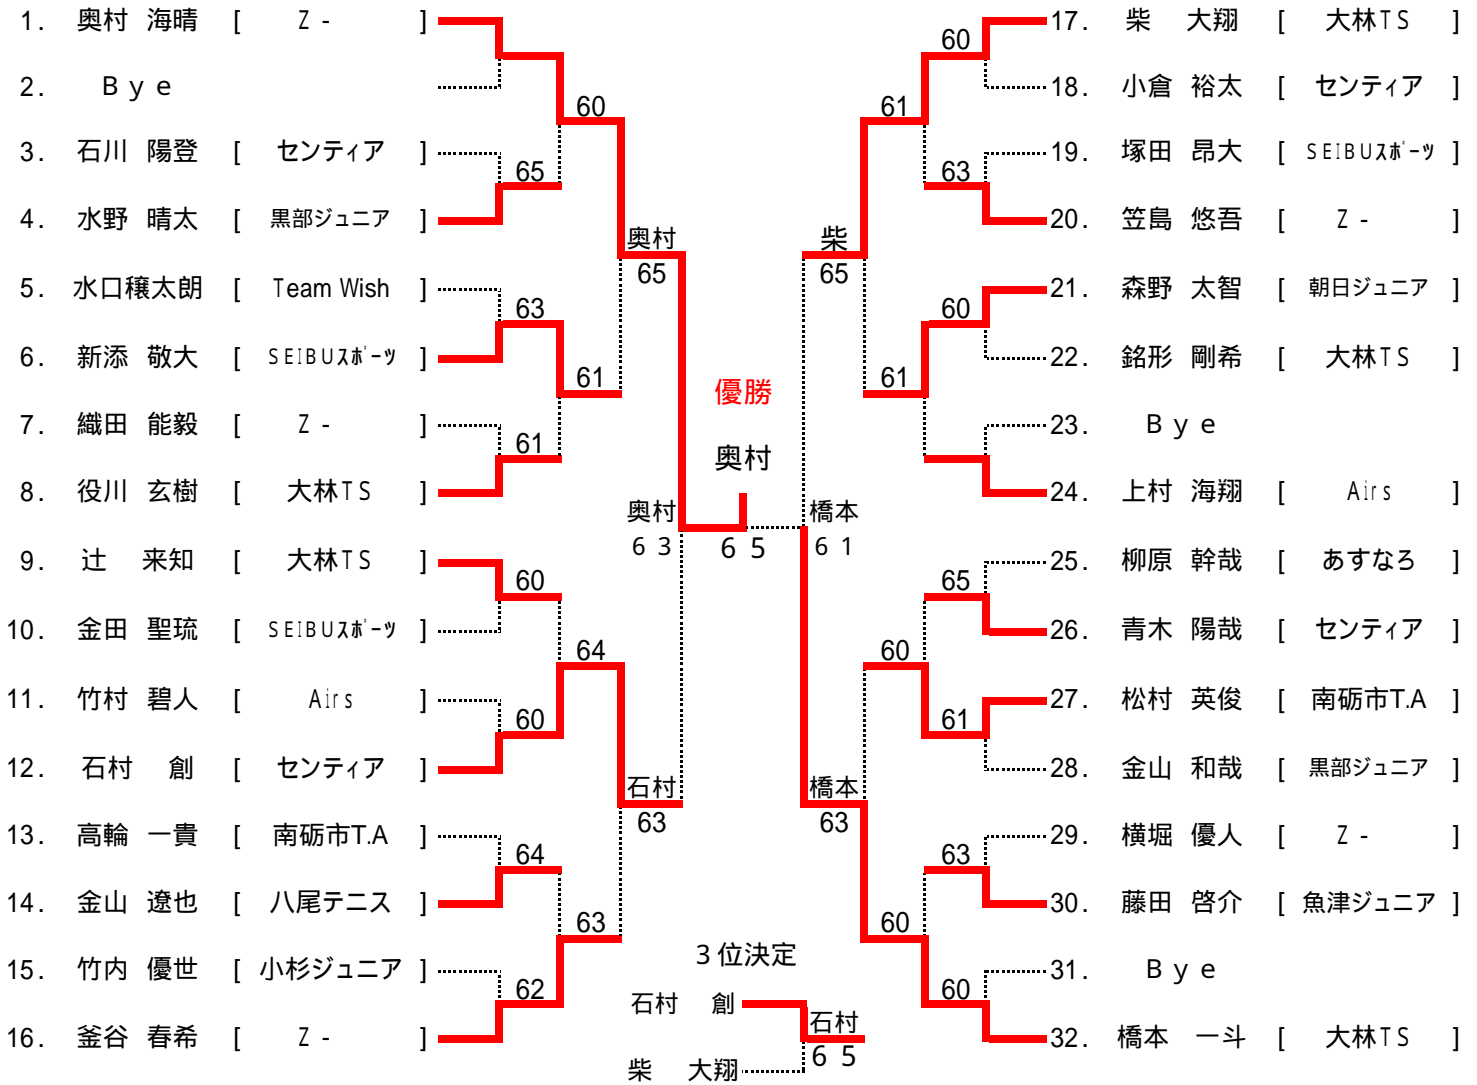 1. 奥村 海晴 [ Z - ]
2. Bye
60
3. 石川 陽登 [ センティア ]
65
4. 水野 晴太 [ 黒部ジュニア ]
奥村
65
5. 水口穣太朗 [ Team Wish ]
63
6. 新添 敬大 [ SEIBUスポーツ ]
61
7. 織田 能毅 [ Z - ]
61
8. 役川 玄樹 [ 大林TS ]
奥村
63
9. 辻 来知 [ 大林TS ]
60
10. 金田 聖琉 [ SEIBUスポーツ ]
64
11. 竹村 碧人 [ Airs ]
60
12. 石村 創 [ センティア ]
石村
63
13. 高輪 一貴 [ 南砺市T.A ]
64
14. 金山 遼也 [ 八尾テニス ]
63
15. 竹内 優世 [ 小杉ジュニア ]
62
16. 釜谷 春希 [ Z - ]
優勝
奥村
65
17. 柴 大翔 [ 大林TS ]
60
18. 小倉 裕太 [ センティア ]
61
19. 塚田 昂大 [ SEIBUスポーツ ]
63
20. 笠島 悠吾 [ Z - ]
柴
65
21. 森野 太智 [ 朝日ジュニア ]
60
22. 銘形 剛希 [ 大林TS ]
61
23. Bye
24. 上村 海翔 [ Airs ]
橋本
61
25. 柳原 幹哉 [ あすなろ ]
65
26. 青木 陽哉 [ センティア ]
60
27. 松村 英俊 [ 南砺市T.A ]
61
28. 金山 和哉 [ 黒部ジュニア ]
橋本
63
29. 横堀 優人 [ Z - ]
63
30. 藤田 啓介 [ 魚津ジュニア ]
60
31. Bye
60
32. 橋本 一斗 [ 大林TS ]
3位決定
石村 創
石村
65
柴 大翔